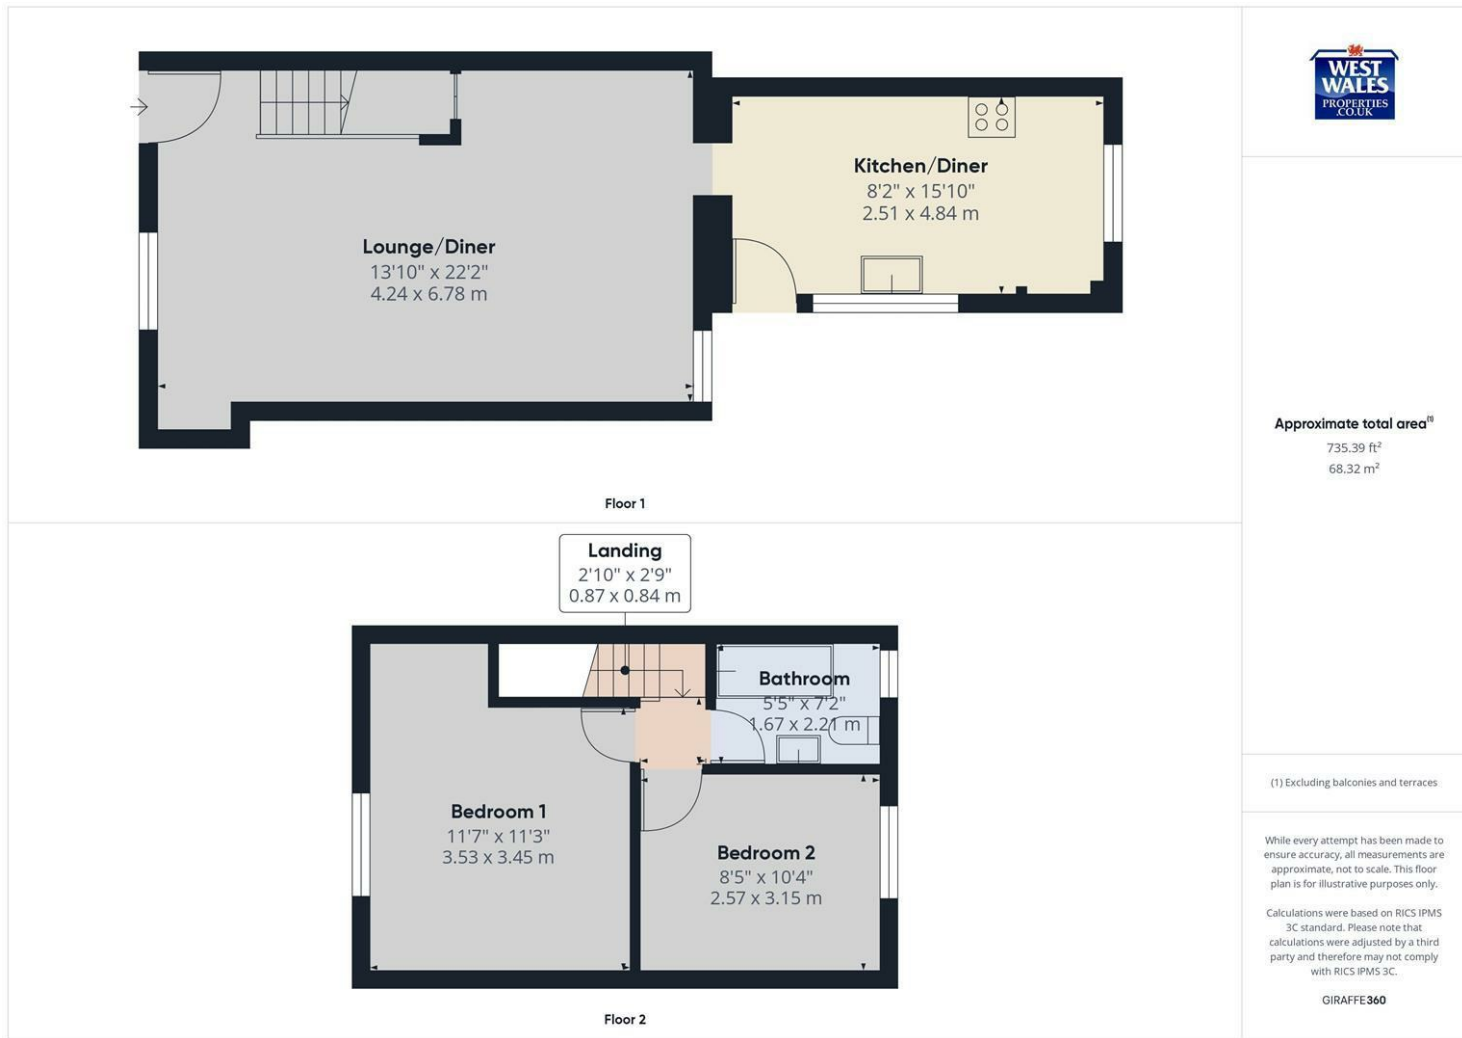 WEST
WALES
PROPERTIES
.CO.UK
Kitchen/Diner
8'2" x 15'10"
2.51 x 4.84 m
Lounge/Diner
13'10" x 22'2"
4.24 x 6.78 m
Floor 1
Approximate total area(1)
735.39 ft²
68.32 m²
Landing
2'10" x 2'9"
0.87 x 0.84 m
Bathroom
5'5" x 7'2"
1.67 x 2.21 m
Bedroom 1
11'7" x 11'3"
3.53 x 3.45 m
Bedroom 2
8'5" x 10'4"
2.57 x 3.15 m
Floor 2
(1) Excluding balconies and terraces
While every attempt has been made to
ensure accuracy, all measurements are
approximate, not to scale. This floor
plan is for illustrative purposes only.
Calculations were based on RICS IPMS
3C standard. Please note that
calculations were adjusted by a third
party and therefore may not comply
with RICS IPMS 3C.
GIRAFFE360